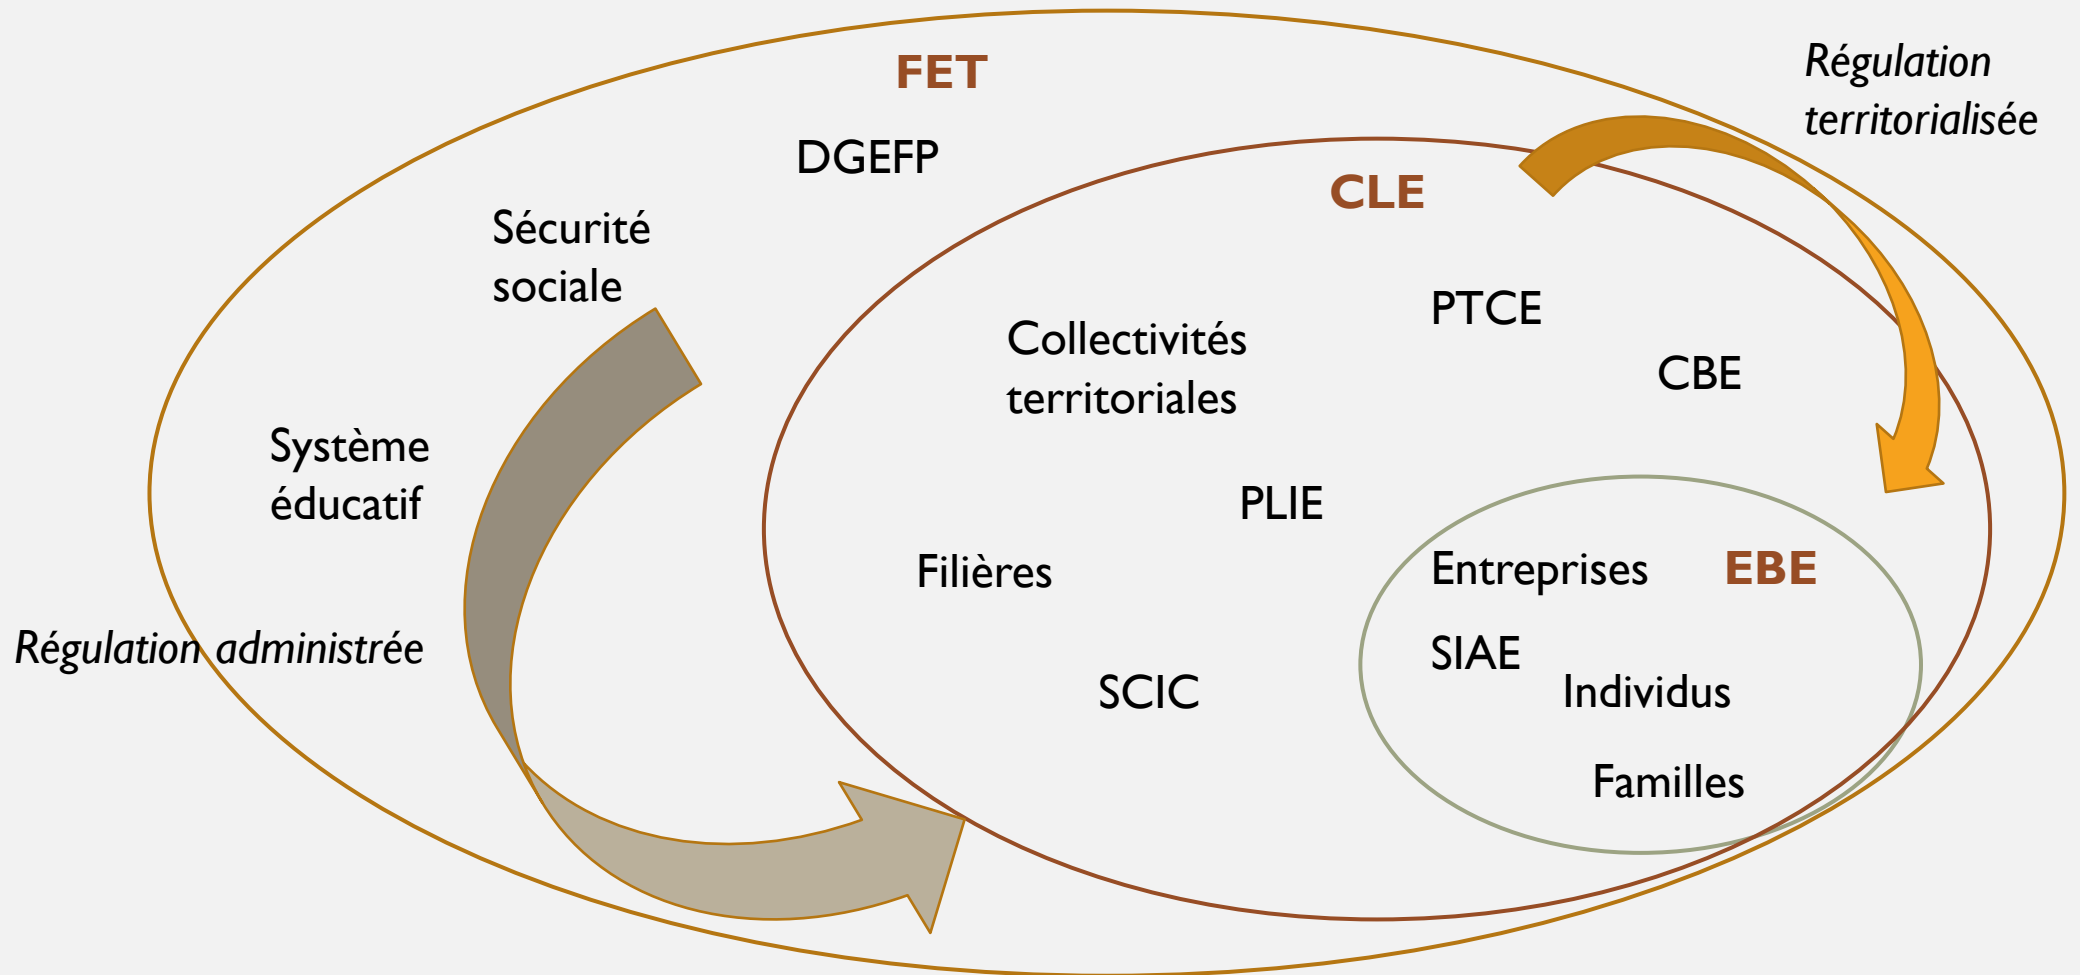 FET
Régulation
territorialisée
DGEFP
CLE
Sécurité
sociale
PTCE
Collectivités
territoriales
CBE
Système
éducatif
PLIE
Filières
Entreprises
EBE
Régulation administrée
SIAE
SCIC
Individus
Familles